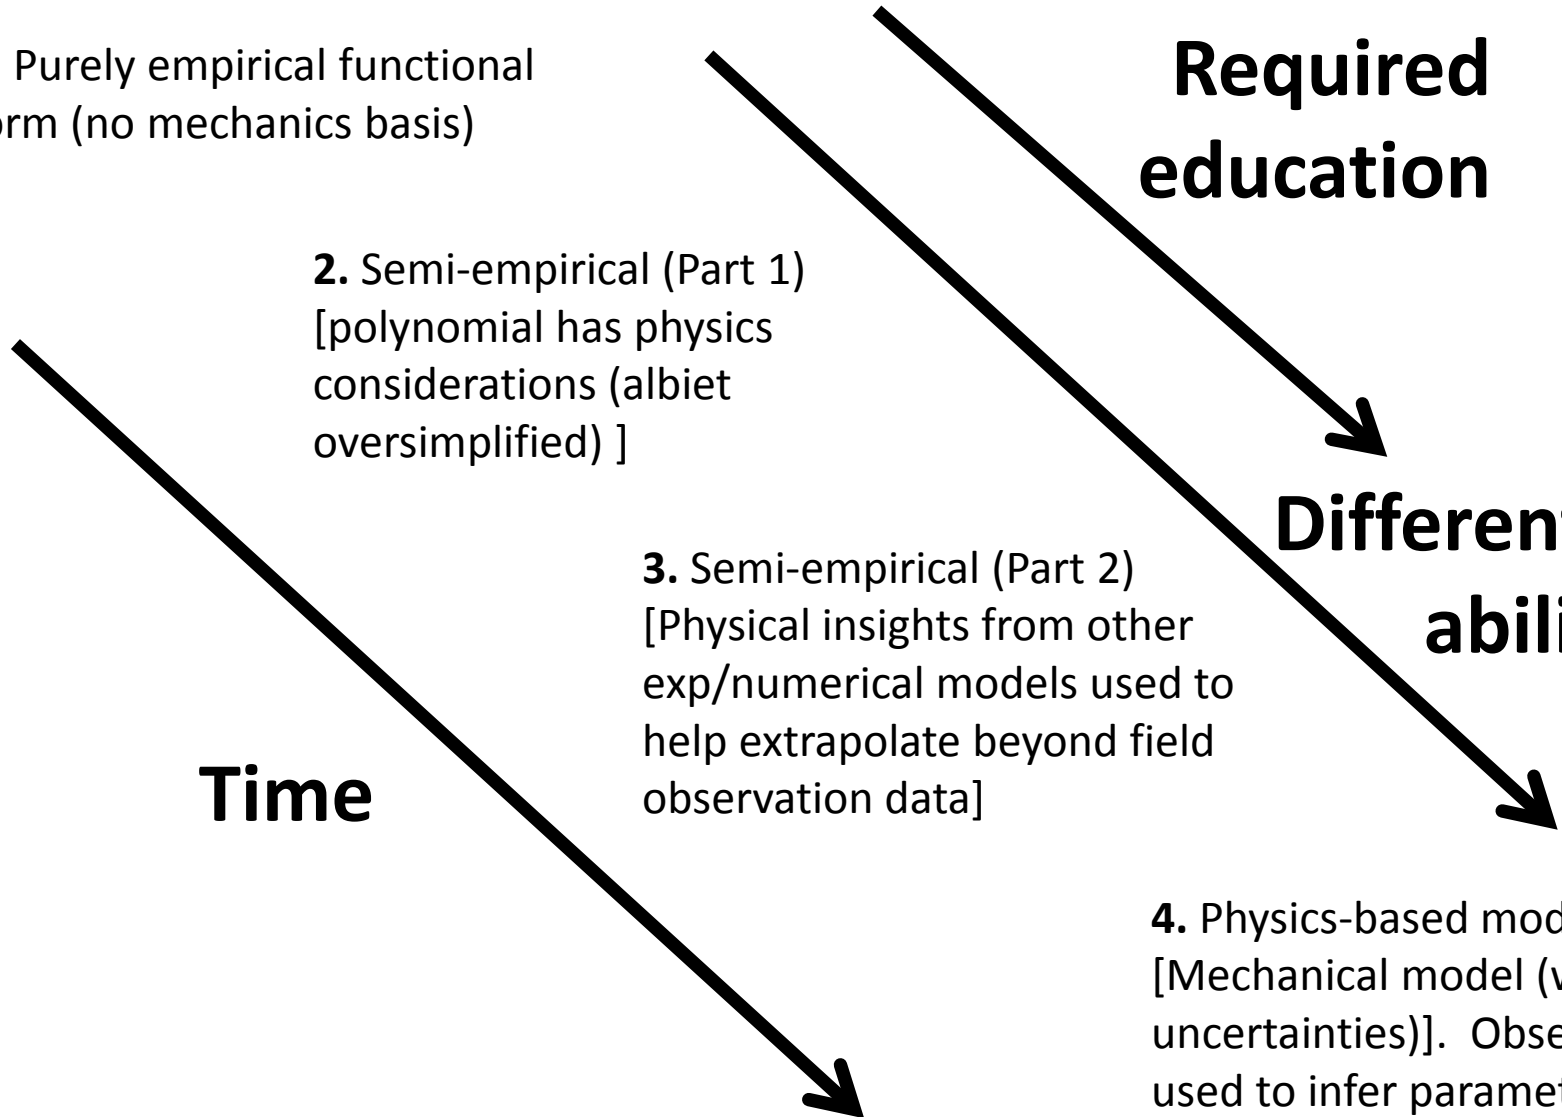 Purely empirical functional
orm (no mechanics basis)
Required
education
2. Semi-empirical (Part 1)
[polynomial has physics
considerations (albiet
oversimplified) ]
Different
abili
3. Semi-empirical (Part 2)
[Physical insights from other
exp/numerical models used to
help extrapolate beyond field
observation data]
Time
4. Physics-based mod
[Mechanical model (w
uncertainties)].  Obse
used to infer paramet